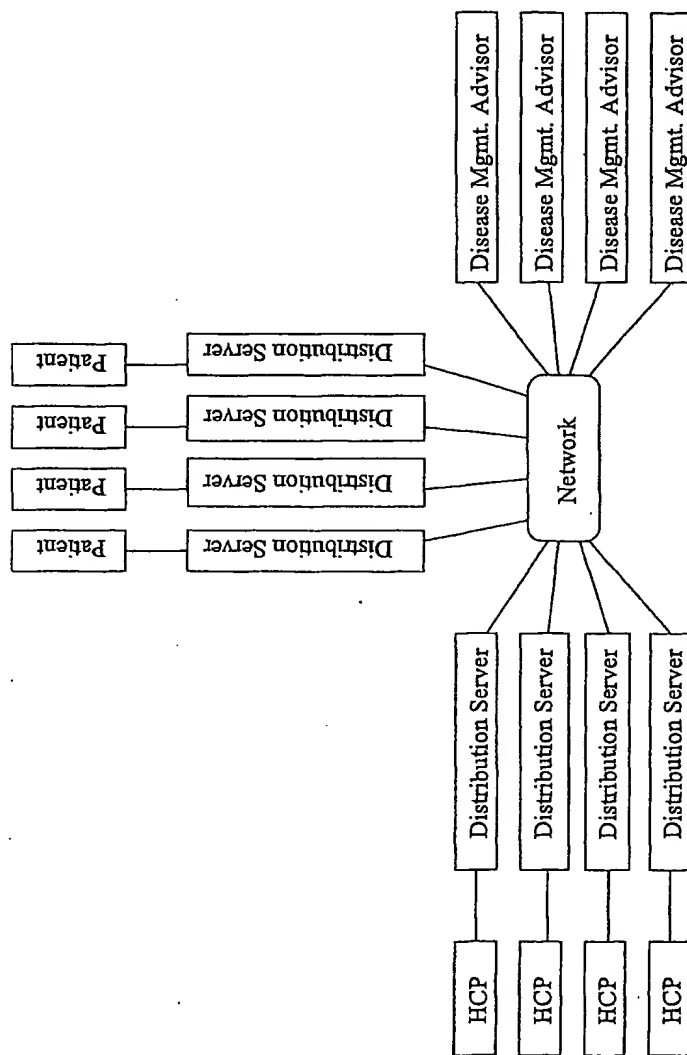 Patient
Patient
Patient
Patient
Distribution Server
Distribution Server
Distribution Server
Distribution Server
Disease Mgmt. Advisor
Disease Mgmt. Advisor
Disease Mgmt. Advisor
Disease Mgmt. Advisor
Network
Distribution Server
Distribution Server
Distribution Server
Distribution Server
HCP
HCP
HCP
HCP